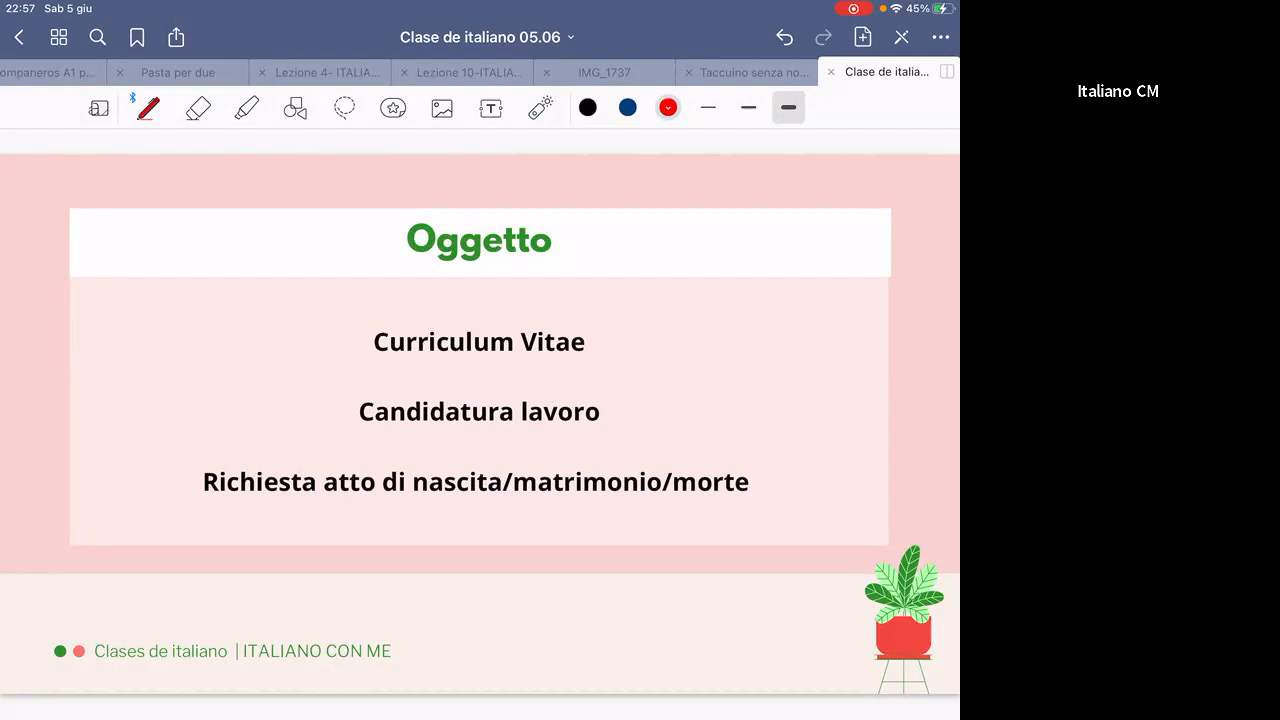 22:57 Sab 5 giu 45%
Clase de italiano 05.06
ompaneros A1 p... Pasta per due Lezione 4- ITALIA... Lezione 10-ITALIA... IMG_1737 Taccuino senza no... Clase de italia...
T
Italiano CM
Oggetto
Curriculum Vitae
Candidatura lavoro
Richiesta atto di nascita/matrimonio/morte
Clases de italiano | ITALIANO CON ME